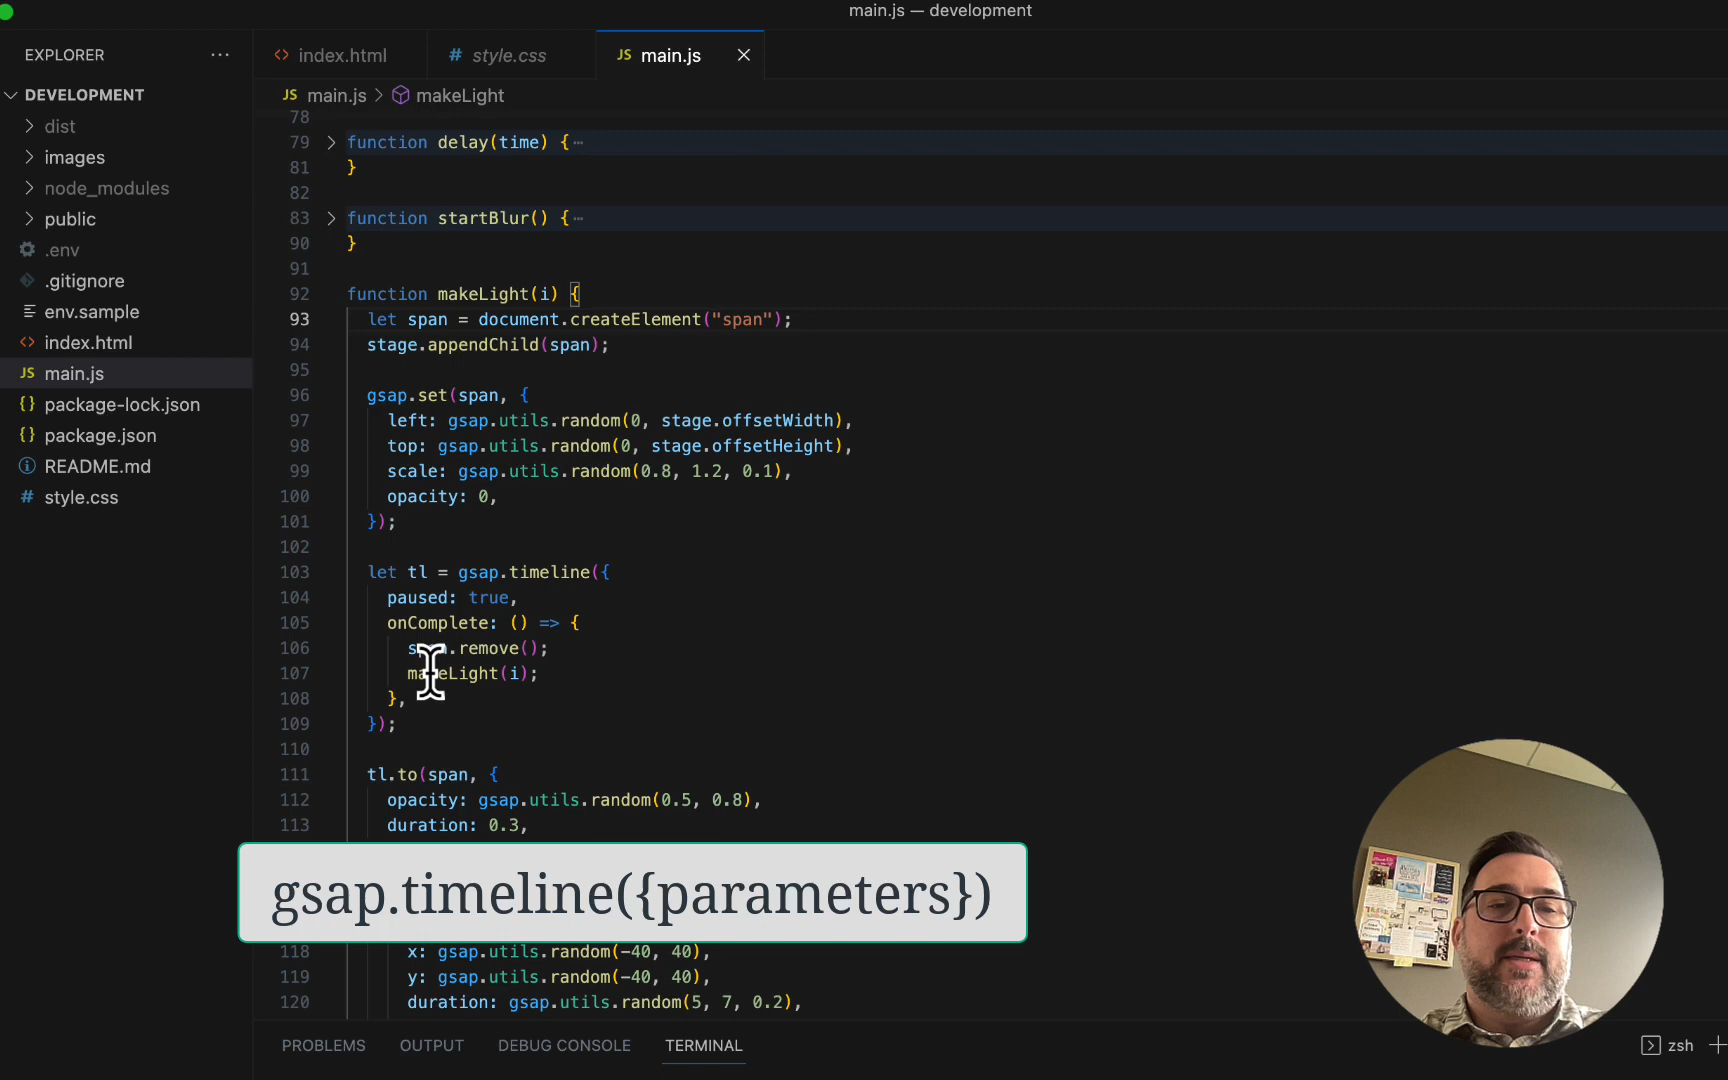 main.js — development
EXPLORER ···
index.html
# style.css
JS main.js ×
DEVELOPMENT
JS main.js > makeLight
dist
images
node_modules
public
.env
.gitignore
env.sample
index.html
JS main.js
{} package-lock.json
{} package.json
README.md
# style.css
78
79 function delay(time) {···
81 }
82
83 function startBlur() {···
90 }
91
92 function makeLight(i) {
93 let span = document.createElement("span");
94 stage.appendChild(span);
95
96 gsap.set(span, {
97 left: gsap.utils.random(0, stage.offsetWidth),
98 top: gsap.utils.random(0, stage.offsetHeight),
99 scale: gsap.utils.random(0.8, 1.2, 0.1),
100 opacity: 0,
101 });
102
103 let tl = gsap.timeline({
104 paused: true,
105 onComplete: () => {
106 .remove();
107 makeLight(i);
108 },
109 });
110
111 tl.to(span, {
112 opacity: gsap.utils.random(0.5, 0.8),
113 duration: 0.3,
gsap.timeline({parameters})
118 x: gsap.utils.random(-40, 40),
119 y: gsap.utils.random(-40, 40),
120 duration: gsap.utils.random(5, 7, 0.2),
PROBLEMS OUTPUT DEBUG CONSOLE TERMINAL
zsh +